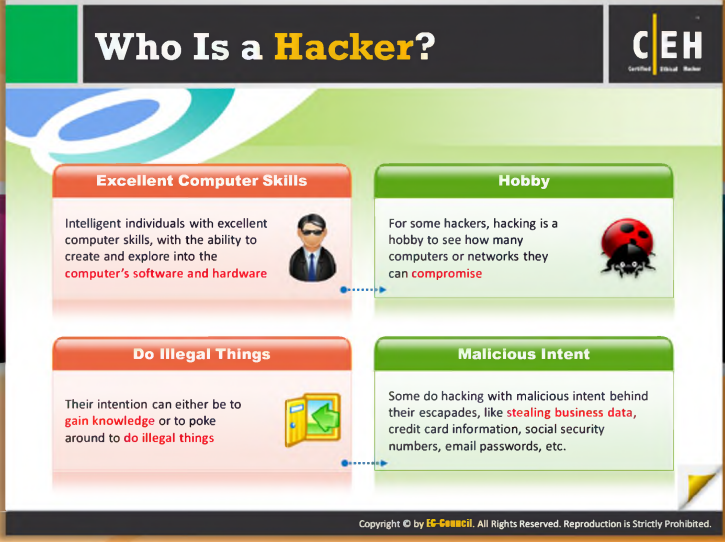 Who Is a Hacker?
C EH
Certified Ethical Hacker
Excellent Computer Skills
Intelligent individuals with excellent
computer skills, with the ability to
create and explore into the
computer's software and hardware
Hobby
For some hackers, hacking is a
hobby to see how many
computers or networks they
can compromise
Do Illegal Things
Their intention can either be to
gain knowledge or to poke
around to do illegal things
Malicious Intent
Some do hacking with malicious intent behind
their escapades, like stealing business data,
credit card information, social security
numbers, email passwords, etc.
Copyright © by EC-Council. All Rights Reserved. Reproduction is Strictly Prohibited.